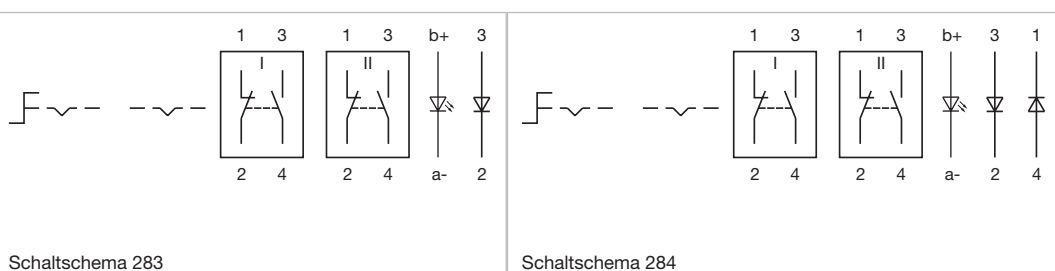 1 3 1 3 b+ 3
I II
2 4 2 4 a- 2
Schaltschema 283
1 3 1 3 b+ 3 1
I II
2 4 2 4 a- 2 4
Schaltschema 284